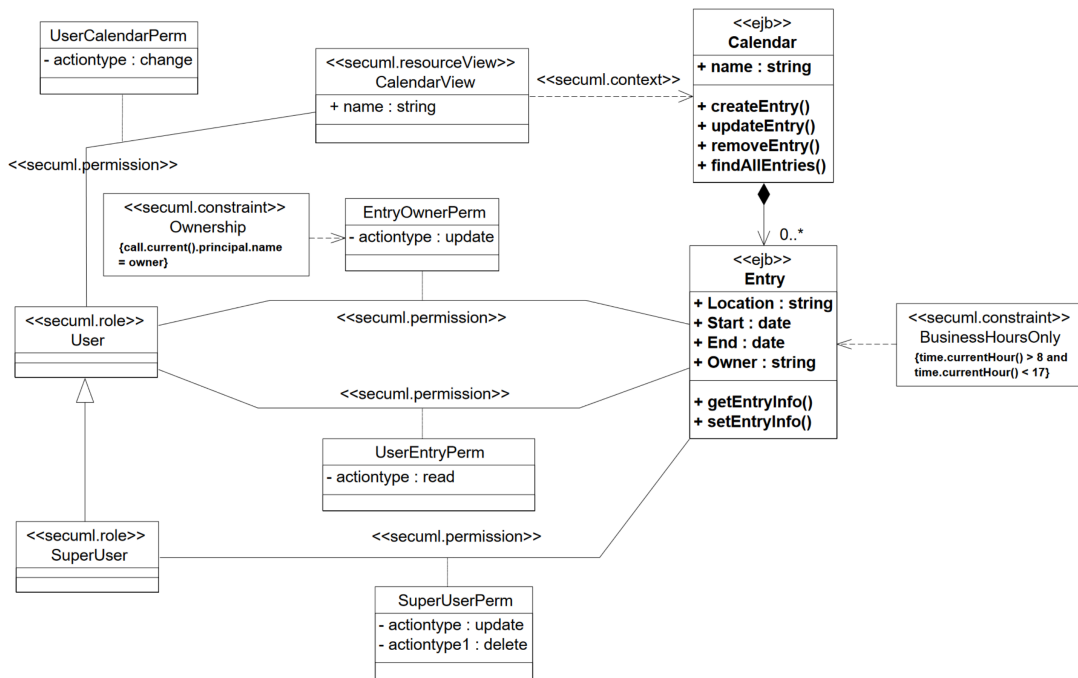 UserCalendarPerm
- actiontype : change
<<secuml.resourceView>>
CalendarView
+ name : string
<<secuml.context>>
<<ejb>>
Calendar
+ name : string
+ createEntry()
+ updateEntry()
+ removeEntry()
+ findAllEntries()
<<secuml.permission>>
<<secuml.constraint>>
Ownership
{call.current().principal.name
= owner}
EntryOwnerPerm
- actiontype : update
0..*
<<ejb>>
Entry
+ Location : string
+ Start : date
+ End : date
+ Owner : string
+ getEntryInfo()
+ setEntryInfo()
<<secuml.constraint>>
BusinessHoursOnly
{time.currentHour() > 8 and
time.currentHour() < 17}
<<secuml.role>>
User
<<secuml.permission>>
<<secuml.permission>>
UserEntryPerm
- actiontype : read
<<secuml.role>>
SuperUser
<<secuml.permission>>
SuperUserPerm
- actiontype : update
- actiontype1 : delete